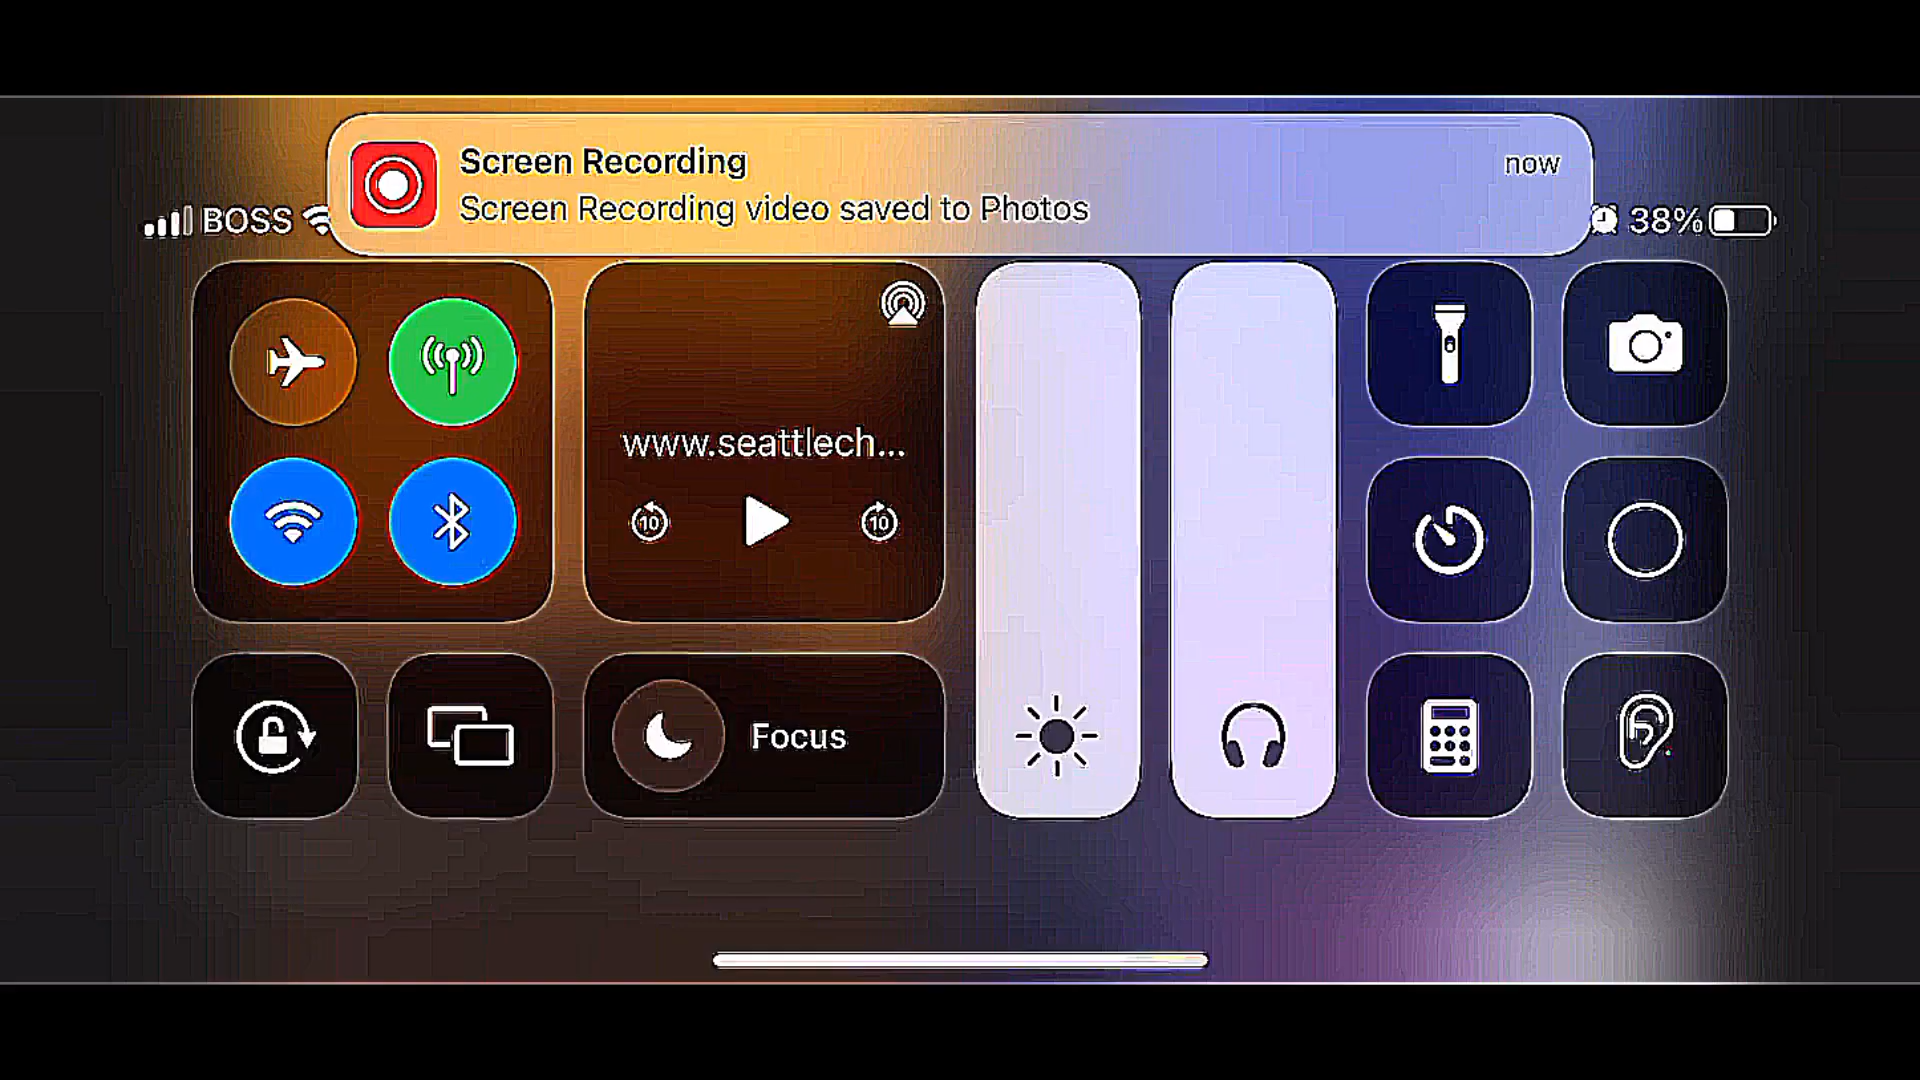 Screen Recording
now
Screen Recording video saved to Photos
BOSS
38%
www.seattlech...
10
10
Focus